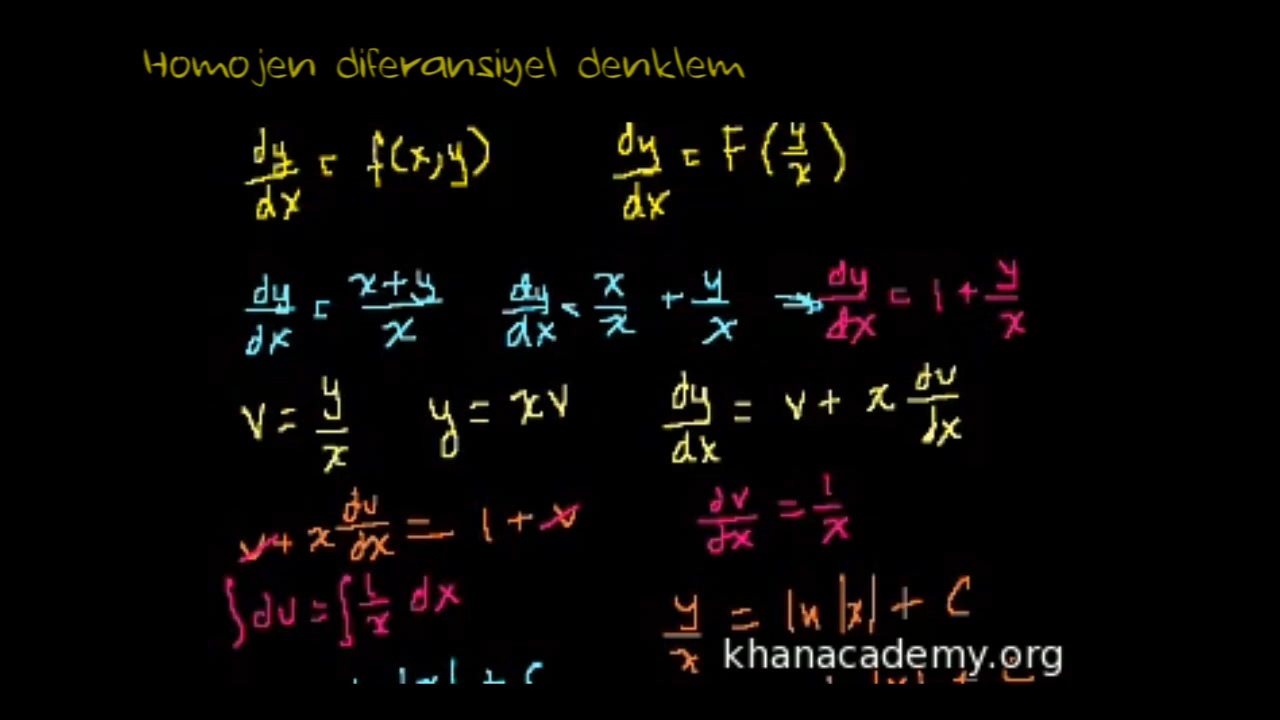 Homojen diferansiyel denklem
dy/dx = f(x,y)    dy/dx = F(y/x)
dy/dx = (x+y)/x    dy/dx = x/x + y/x ⇒ dy/dx = 1 + y/x
v = y/x    y = xv    dy/dx = v + x dv/dx
v + x dv/dx = 1 + v    dv/dx = 1/x
∫dv = ∫ 1/x dx    y/x = ln |x| + C
khanacademy.org